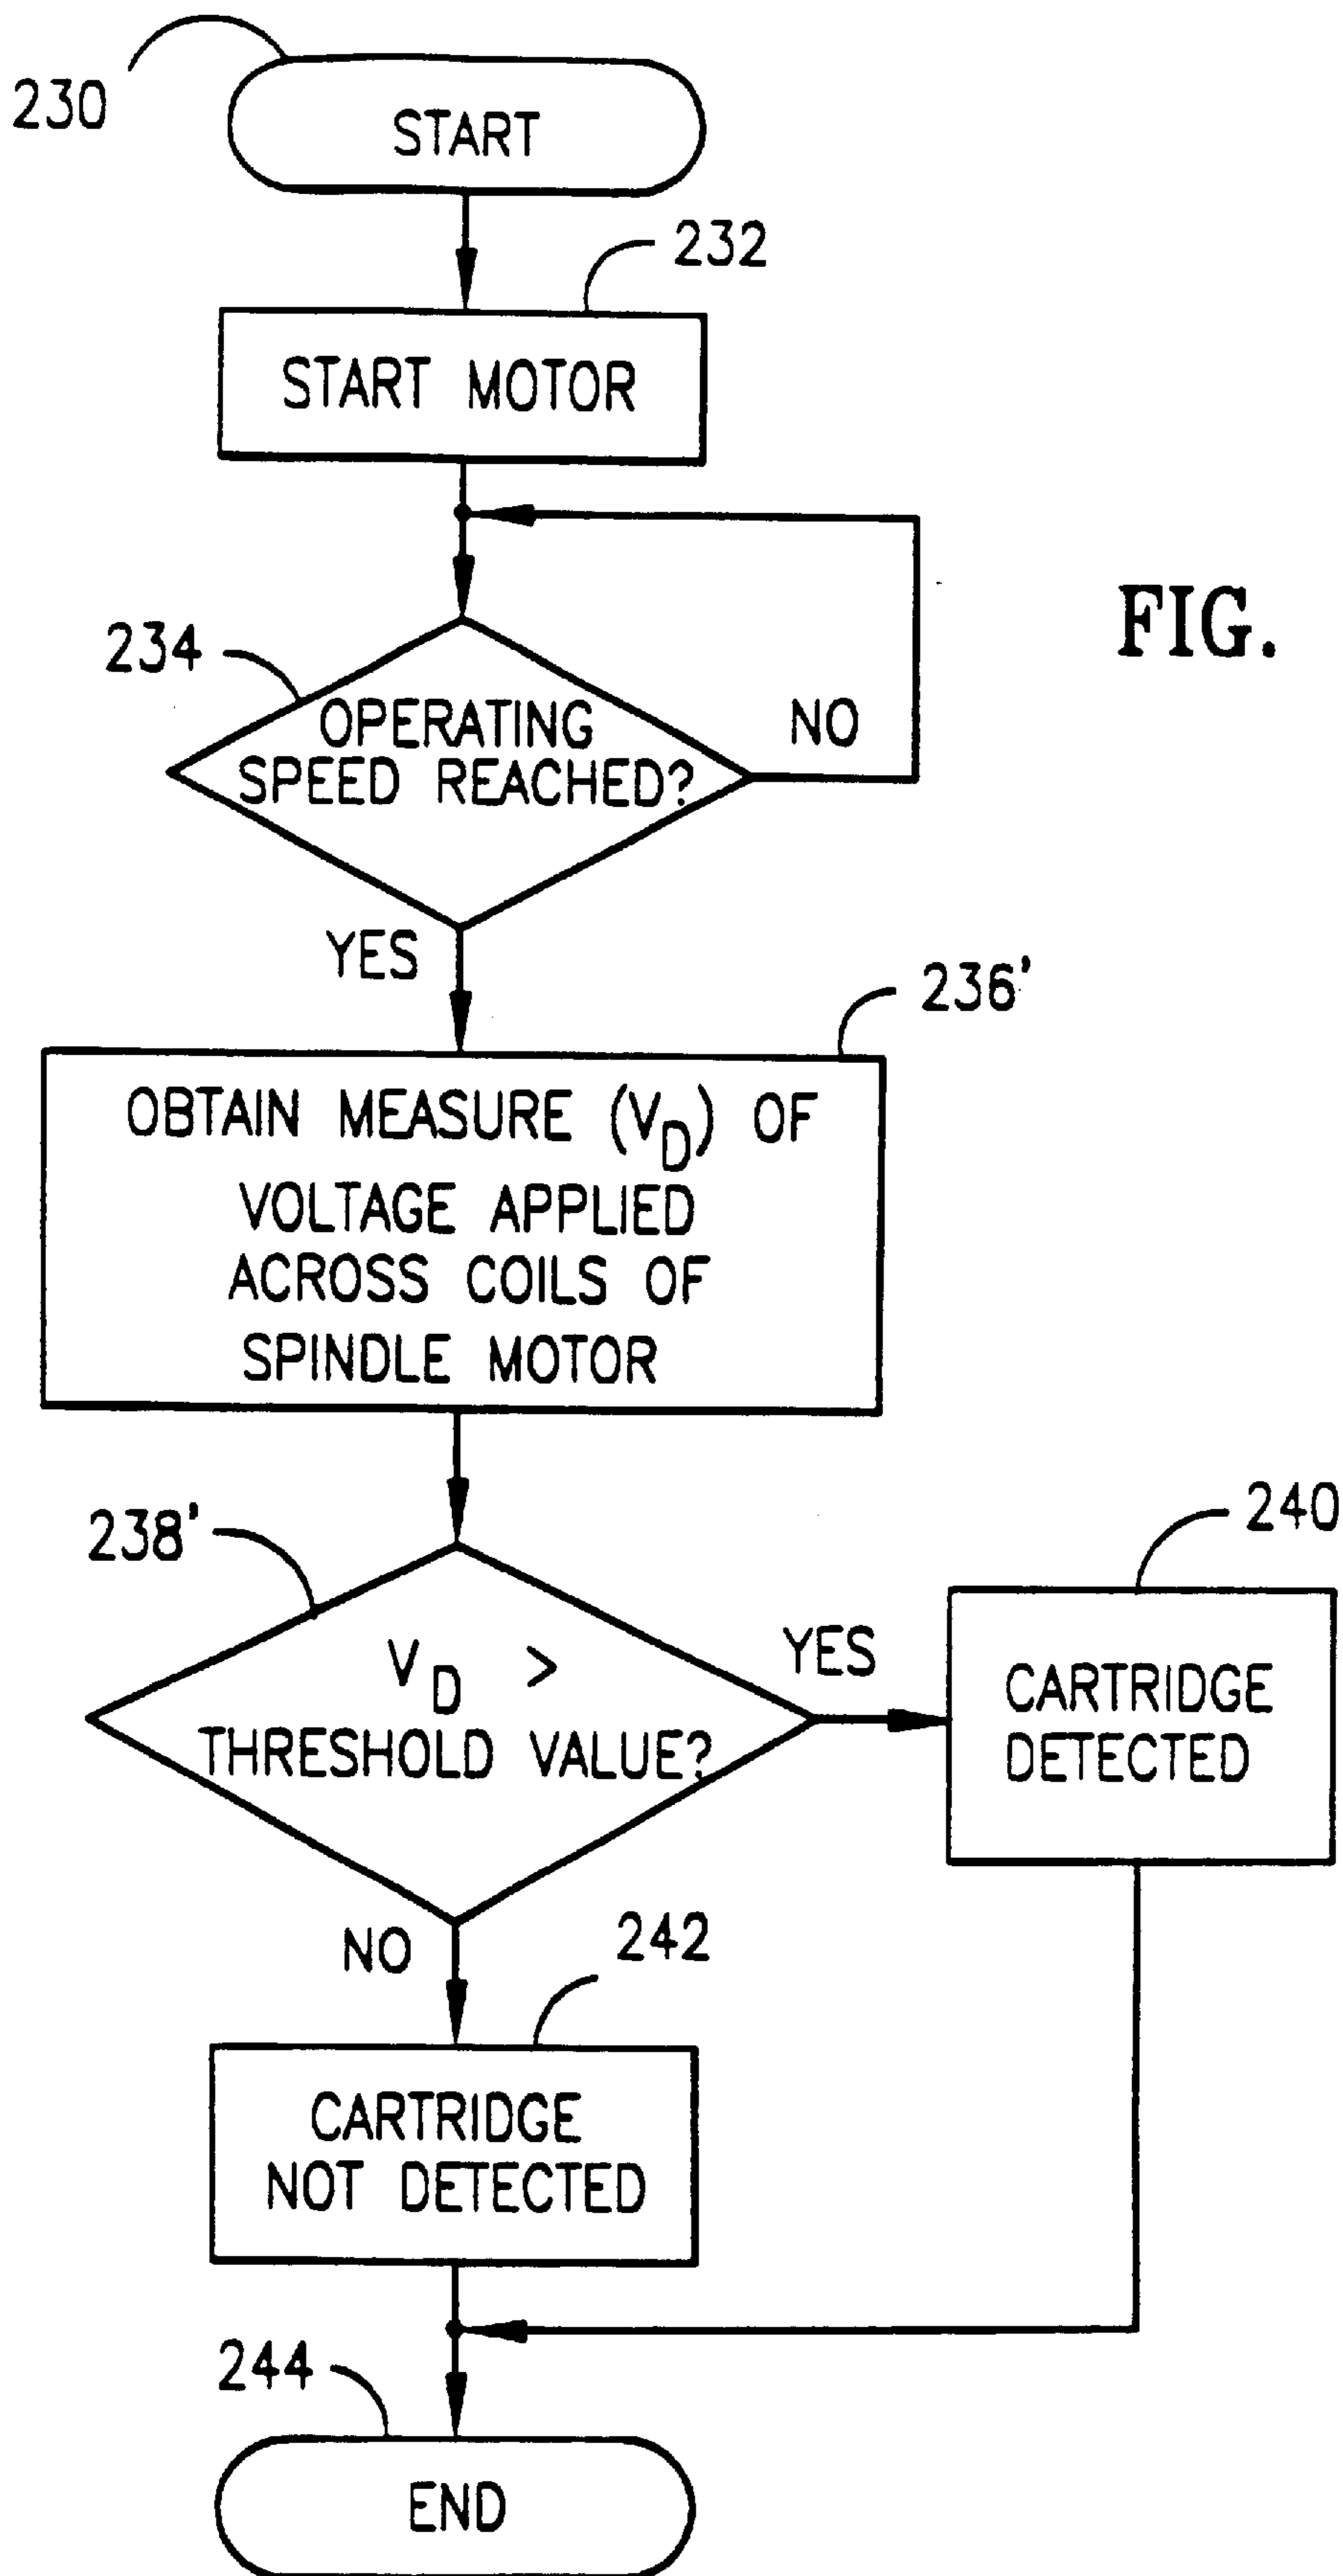 230
START
232
START MOTOR
FIG.
234
OPERATING
SPEED REACHED?
NO
YES
236'
OBTAIN MEASURE (VD) OF
VOLTAGE APPLIED
ACROSS COILS OF
SPINDLE MOTOR
238'
VD >
THRESHOLD VALUE?
YES
240
CARTRIDGE
DETECTED
NO
242
CARTRIDGE
NOT DETECTED
244
END